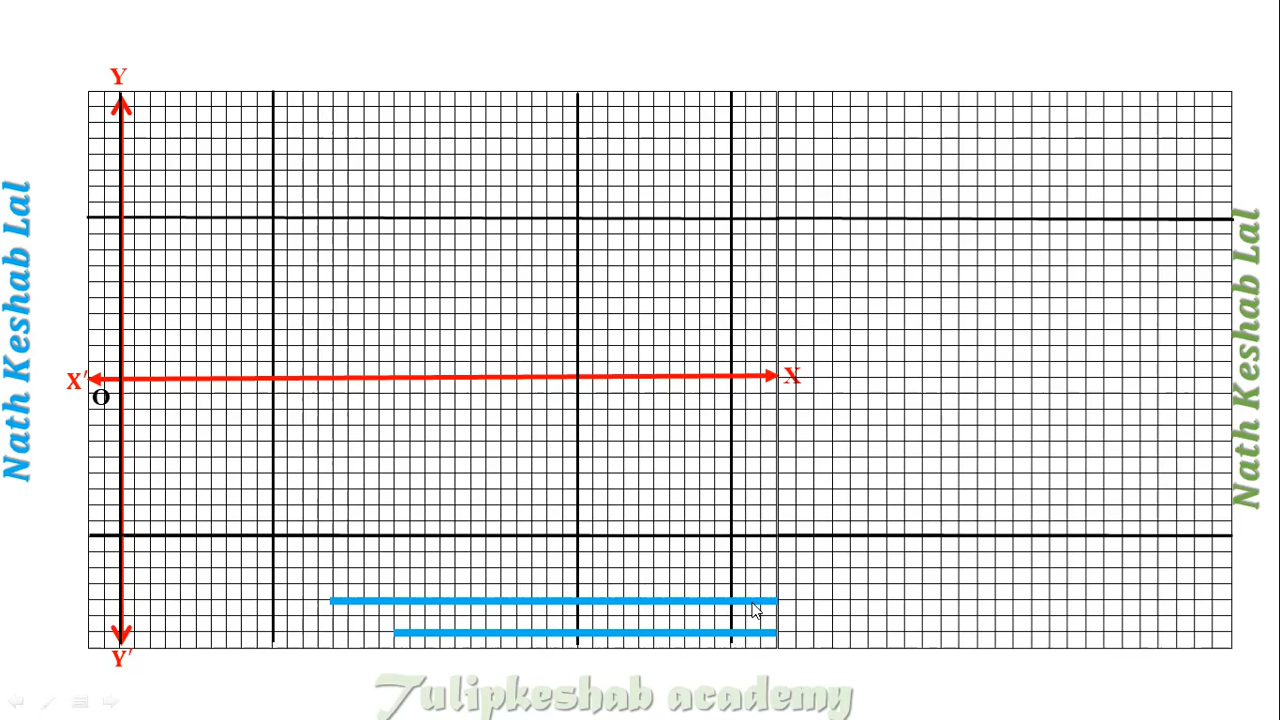 Y
Nath Keshab Lal
Nath Keshab Lal
X′
X
O
Y′
Tulipkeshab academy